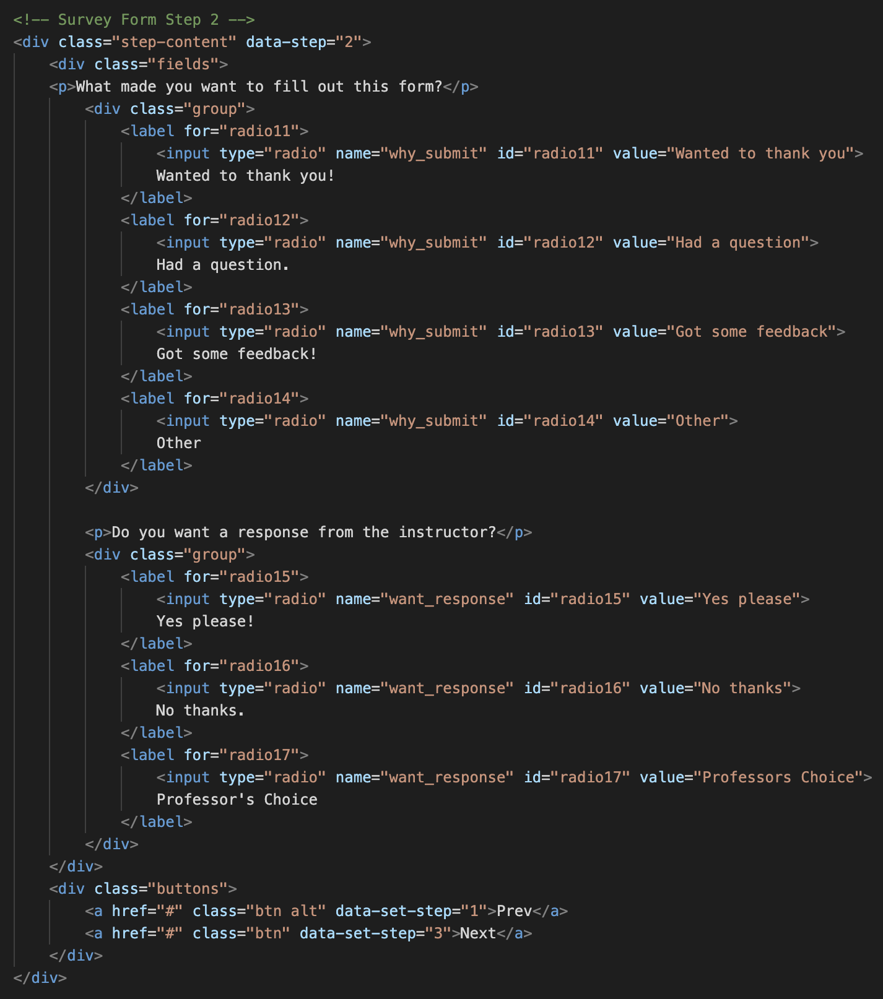 <!-- Survey Form Step 2 -->
<div class="step-content" data-step="2">
    <div class="fields">
    <p>What made you want to fill out this form?</p>
        <div class="group">
            <label for="radio11">
                <input type="radio" name="why_submit" id="radio11" value="Wanted to thank you">
                Wanted to thank you!
            </label>
            <label for="radio12">
                <input type="radio" name="why_submit" id="radio12" value="Had a question">
                Had a question.
            </label>
            <label for="radio13">
                <input type="radio" name="why_submit" id="radio13" value="Got some feedback">
                Got some feedback!
            </label>
            <label for="radio14">
                <input type="radio" name="why_submit" id="radio14" value="Other">
                Other
            </label>
        </div>

        <p>Do you want a response from the instructor?</p>
        <div class="group">
            <label for="radio15">
                <input type="radio" name="want_response" id="radio15" value="Yes please">
                Yes please!
            </label>
            <label for="radio16">
                <input type="radio" name="want_response" id="radio16" value="No thanks">
                No thanks.
            </label>
            <label for="radio17">
                <input type="radio" name="want_response" id="radio17" value="Professors Choice">
                Professor's Choice
            </label>
        </div>
    </div>
    <div class="buttons">
        <a href="#" class="btn alt" data-set-step="1">Prev</a>
        <a href="#" class="btn" data-set-step="3">Next</a>
    </div>
</div>